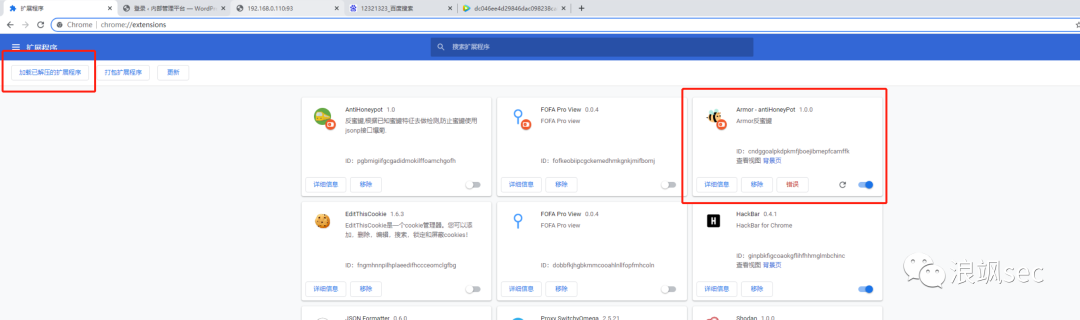 扩展程序
登录 - 内部管理平台 — WordPr
192.168.0.110:93
12321323_百度搜索
dc046ee4d29846dac098238c
Chrome | chrome://extensions
扩展程序
搜索扩展程序
加载已解压的扩展程序
打包扩展程序
更新
AntiHoneypot 1.0
反蜜罐,根据已知蜜罐特征去做检测,防止蜜罐使用
jsonp接口溯源.
ID: pgbmigiifgcgadidmokilffoamchgofh
详细信息
移除
FOFA Pro View 0.0.4
FOFA Pro view
ID: fofkeobiipcgckemedhmkgnkjmifbomj
详细信息
移除
Armor - antiHoneyPot 1.0.0
Armor反蜜罐
ID: cndggoalpkdpkmfjboejibmepfcamffk
查看视图 背景页
详细信息
移除
错误
EditThisCookie 1.6.3
EditThisCookie是一个cookie管理器。您可以添
加，删除，编辑，搜索，锁定和屏蔽cookies!
ID: fngmhnnpilhplaeedifhccceomclgfbg
详细信息
移除
FOFA Pro View 0.0.4
FOFA Pro view
ID: dobbfkjhgbkmmcooahlnllfopfmhcoln
详细信息
移除
HackBar 0.4.1
HackBar for Chrome
ID: ginpbkfigcoaokgflihfhhmglmbchinc
查看视图 背景页
详细信息
移除
JSON Formatter 0.6.0
Proxy SwitchyOmega 2.5.21
Shodan 1.0.0
浪飒sec